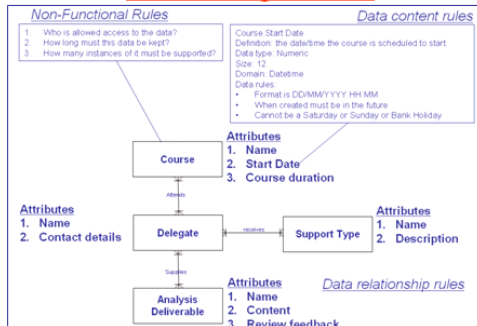 Non-Functional Rules
1. Who is allowed access to the data?
2. How long must this data be kept?
3. How many instances of it must be supported?
Data content rules
Course.Start Date
Definition: the date/time the course is scheduled to start
Data type: Numeric
Size: 12
Domain: Datetime
Data rules:
• Format is DD/MM/YYYY HH:MM
• When created must be in the future
• Cannot be a Saturday or Sunday or Bank Holiday
Course
Attributes
1. Name
2. Start Date
3. Course duration
Attends
Attributes
1. Name
2. Contact details
Delegate
receives
Support Type
Attributes
1. Name
2. Description
Supplies
Analysis
Deliverable
Attributes
1. Name
2. Content
3. Review feedback
Data relationship rules